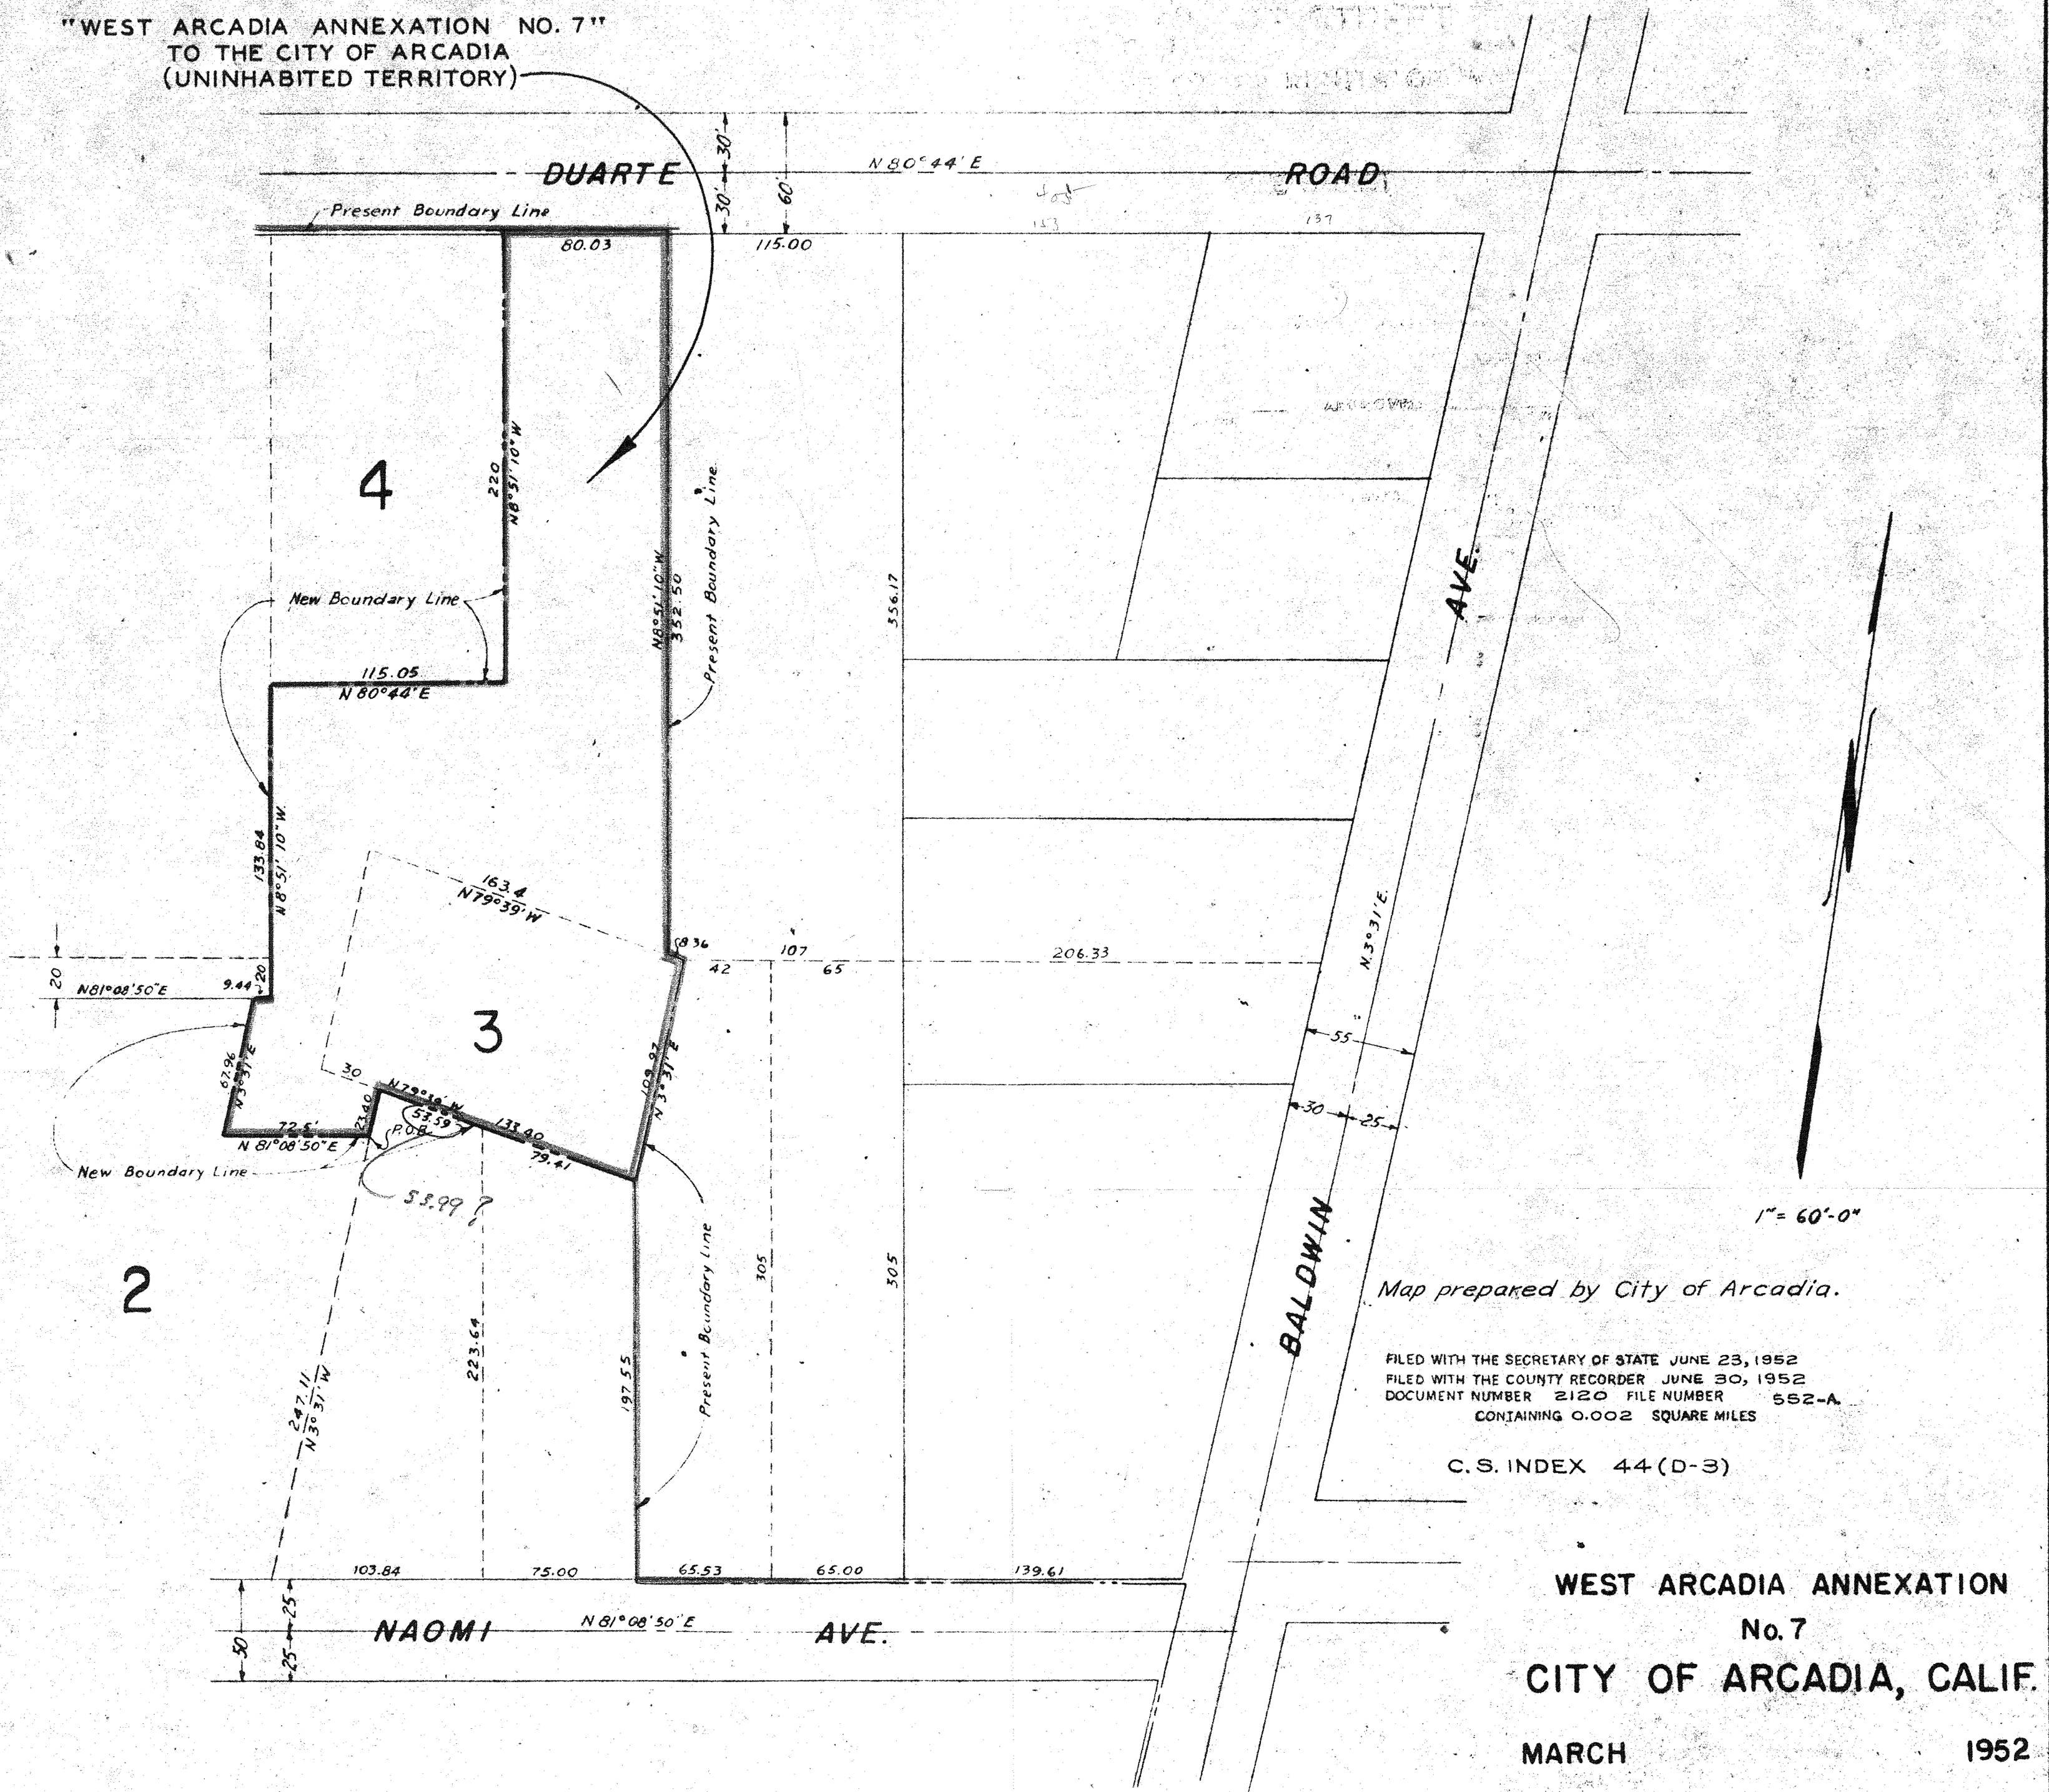 "WEST ARCADIA ANNEXATION NO. 7"
TO THE CITY OF ARCADIA
(UNINHABITED TERRITORY)
DUARTE
N 80°44' E
ROAD
30'
30'
60'
Present Boundary Line
80.03
115.00
153
137
4
220
N8°51'10"W
New Boundary Line
115.05
N 80°44'E
N8°51'10"W
352.50
Present Boundary Line
356.17
AVE.
133.84
N8°51'10"W
163.4
N79°39'W
8.36
107
42
65
206.33
N.3°31'E.
20
N81°08'50"E
9.44
20
3
67.96
N3°31'E
30
N79°39'W
53.59
133.40
79.41
109.97
N3°31'E
23.40
P.O.B.
72.5'
N 81°08'50"E
New Boundary Line
53.99 ?
55
30
25
1"= 60'-0"
2
247.11
N3°31'W
223.64
197.55
Present Boundary Line
305
305
BALDWIN
Map prepared by City of Arcadia.
FILED WITH THE SECRETARY OF STATE JUNE 23, 1952
FILED WITH THE COUNTY RECORDER JUNE 30, 1952
DOCUMENT NUMBER 2120 FILE NUMBER 552-A
CONTAINING 0.002 SQUARE MILES
C.S. INDEX 44(D-3)
103.84
75.00
65.53
65.00
139.61
50
25
25
NAOMI
N 81°08'50"E
AVE.
WEST ARCADIA ANNEXATION
No. 7
CITY OF ARCADIA, CALIF.
MARCH 1952